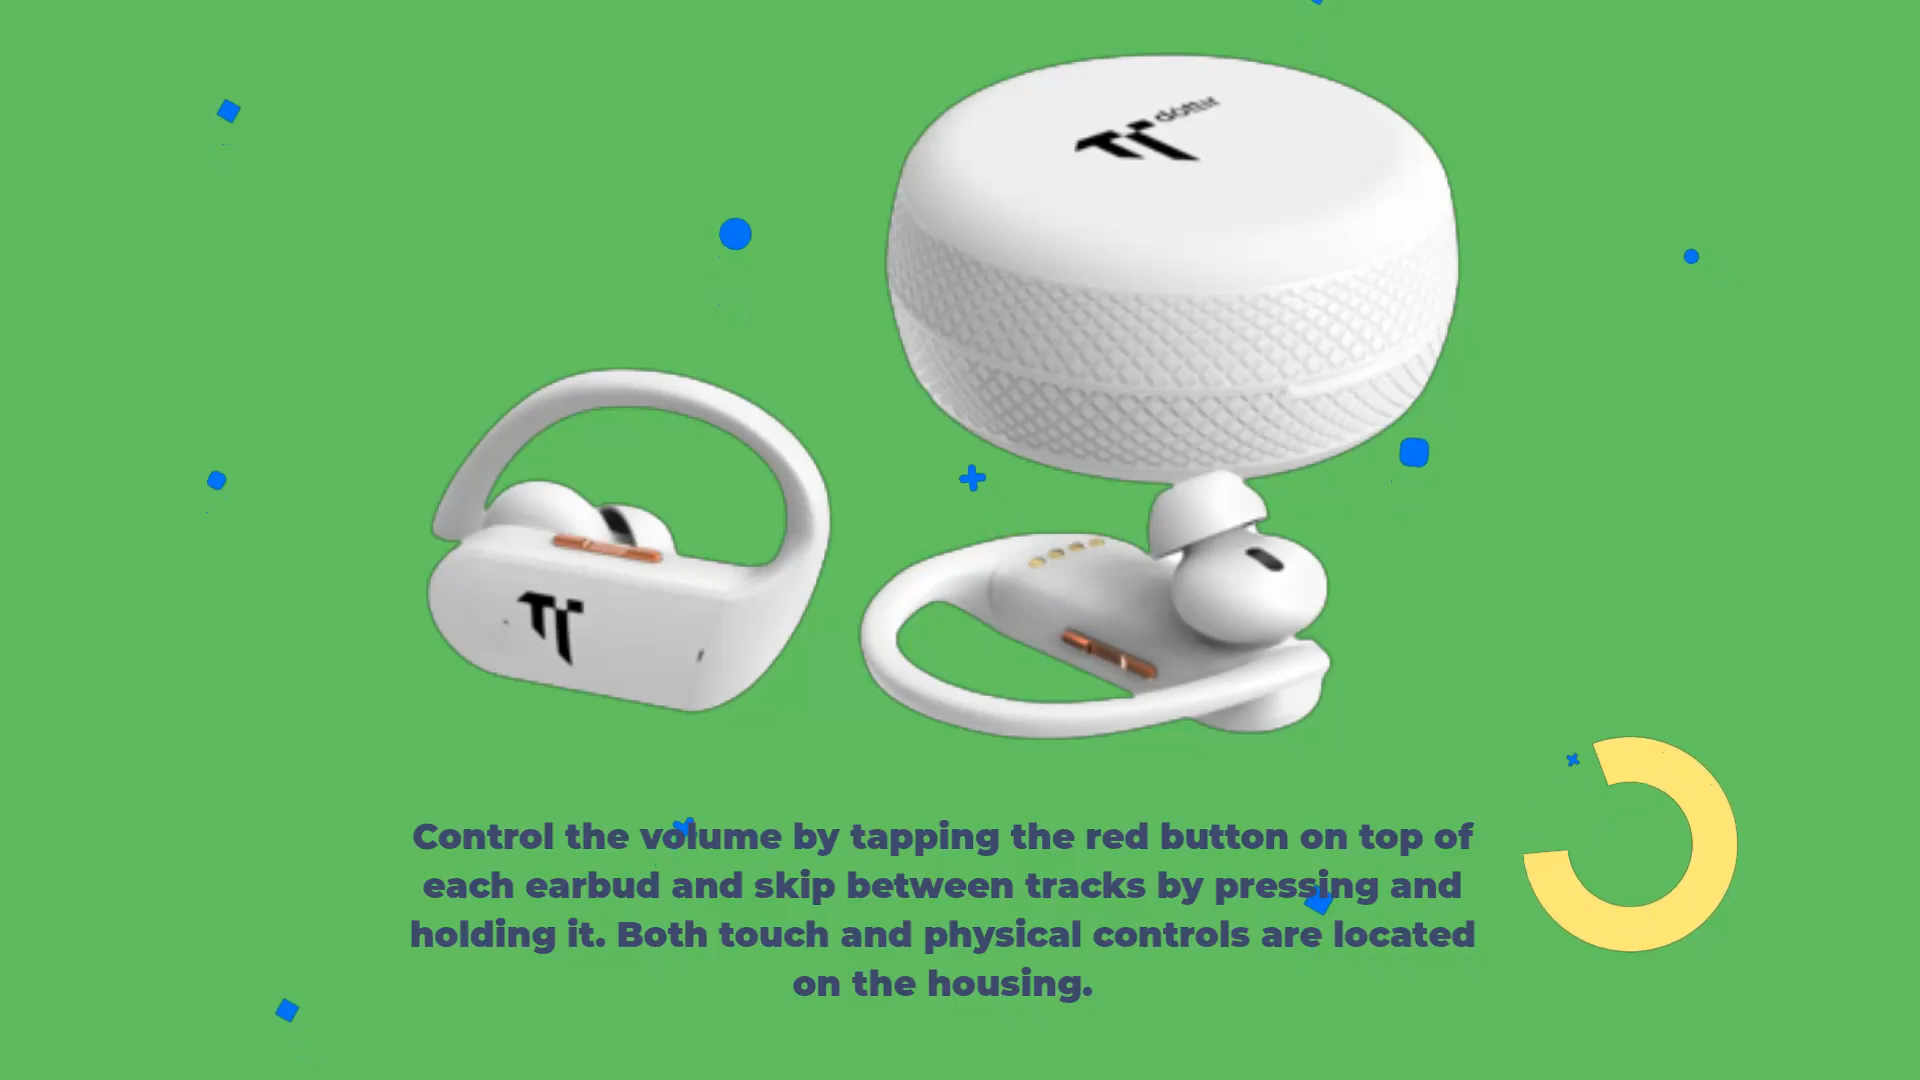 dóttir
Control the volume by tapping the red button on top of
each earbud and skip between tracks by pressing and
holding it. Both touch and physical controls are located
on the housing.